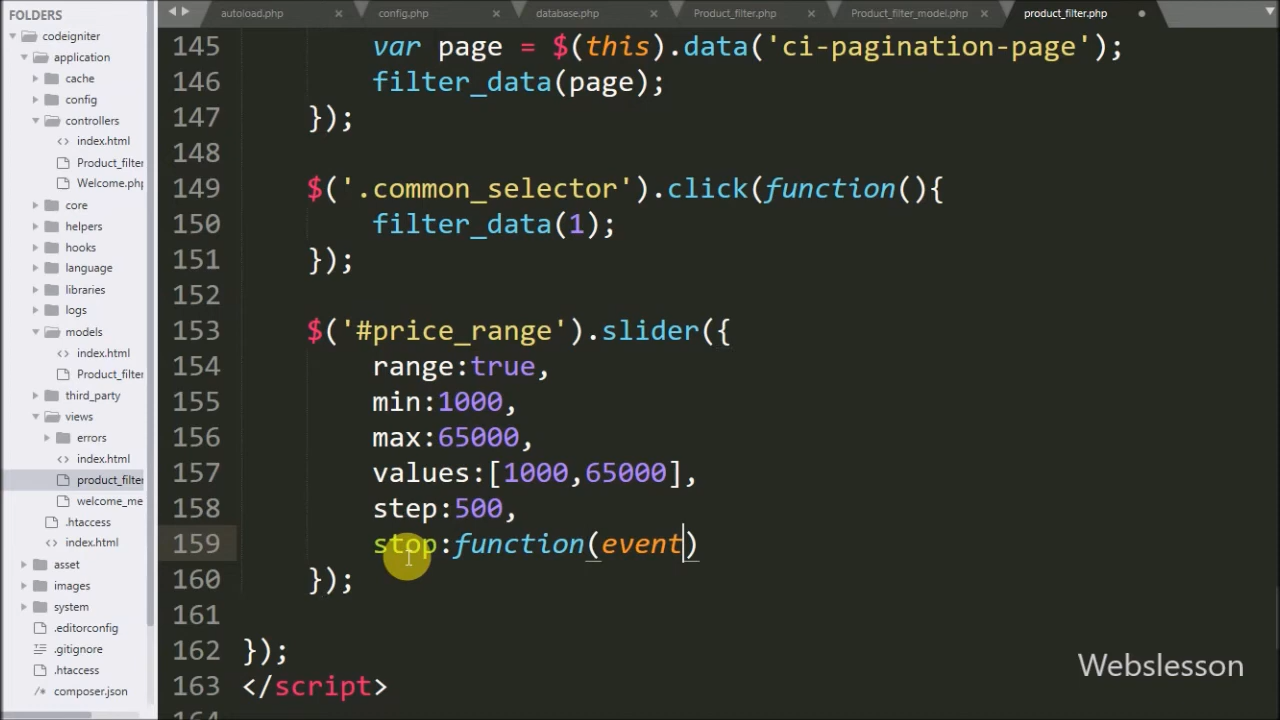 FOLDERS
codeigniter
application
cache
config
controllers
index.html
Product_filter
Welcome.php
core
helpers
hooks
language
libraries
logs
models
index.html
Product_filter
third_party
views
errors
index.html
product_filter
welcome_me
.htaccess
index.html
asset
images
system
.editorconfig
.gitignore
.htaccess
composer.json
autoload.php
config.php
database.php
Product_filter.php
Product_filter_model.php
product_filter.php
145 var page = $(this).data('ci-pagination-page');
146 filter_data(page);
147 });
148
149 $('.common_selector').click(function(){
150 filter_data(1);
151 });
152
153 $('#price_range').slider({
154 range:true,
155 min:1000,
156 max:65000,
157 values:[1000,65000],
158 step:500,
159 stop:function(event)
160 });
161
162 });
163 </script>
Webslesson